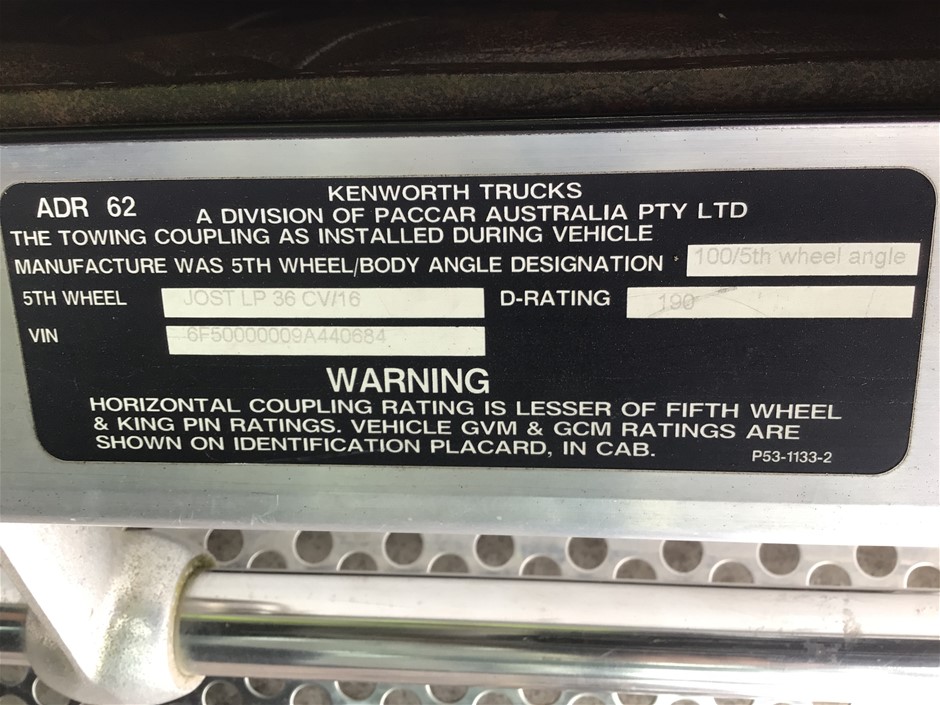 KENWORTH TRUCKS
ADR 62 A DIVISION OF PACCAR AUSTRALIA PTY LTD
THE TOWING COUPLING AS INSTALLED DURING VEHICLE
MANUFACTURE WAS 5TH WHEEL/BODY ANGLE DESIGNATION 100/5th wheel angle
5TH WHEEL JOST LP 36 CV/16 D-RATING 190
VIN 6F50000009A440684
WARNING
HORIZONTAL COUPLING RATING IS LESSER OF FIFTH WHEEL
& KING PIN RATINGS. VEHICLE GVM & GCM RATINGS ARE
SHOWN ON IDENTIFICATION PLACARD, IN CAB.
P53-1133-2